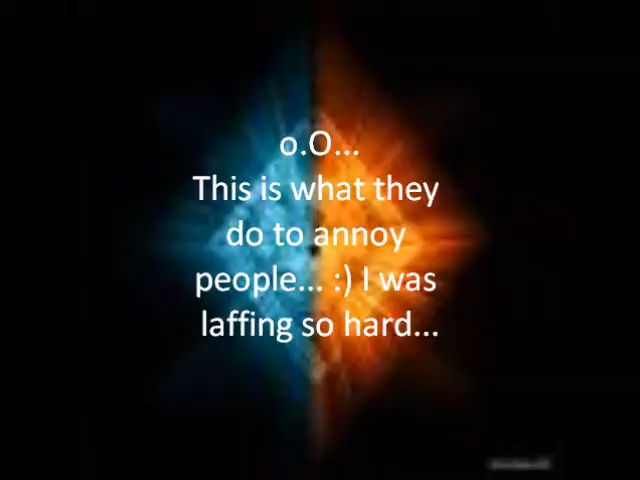 o.O...
This is what they
do to annoy
people... :) I was
laffing so hard...